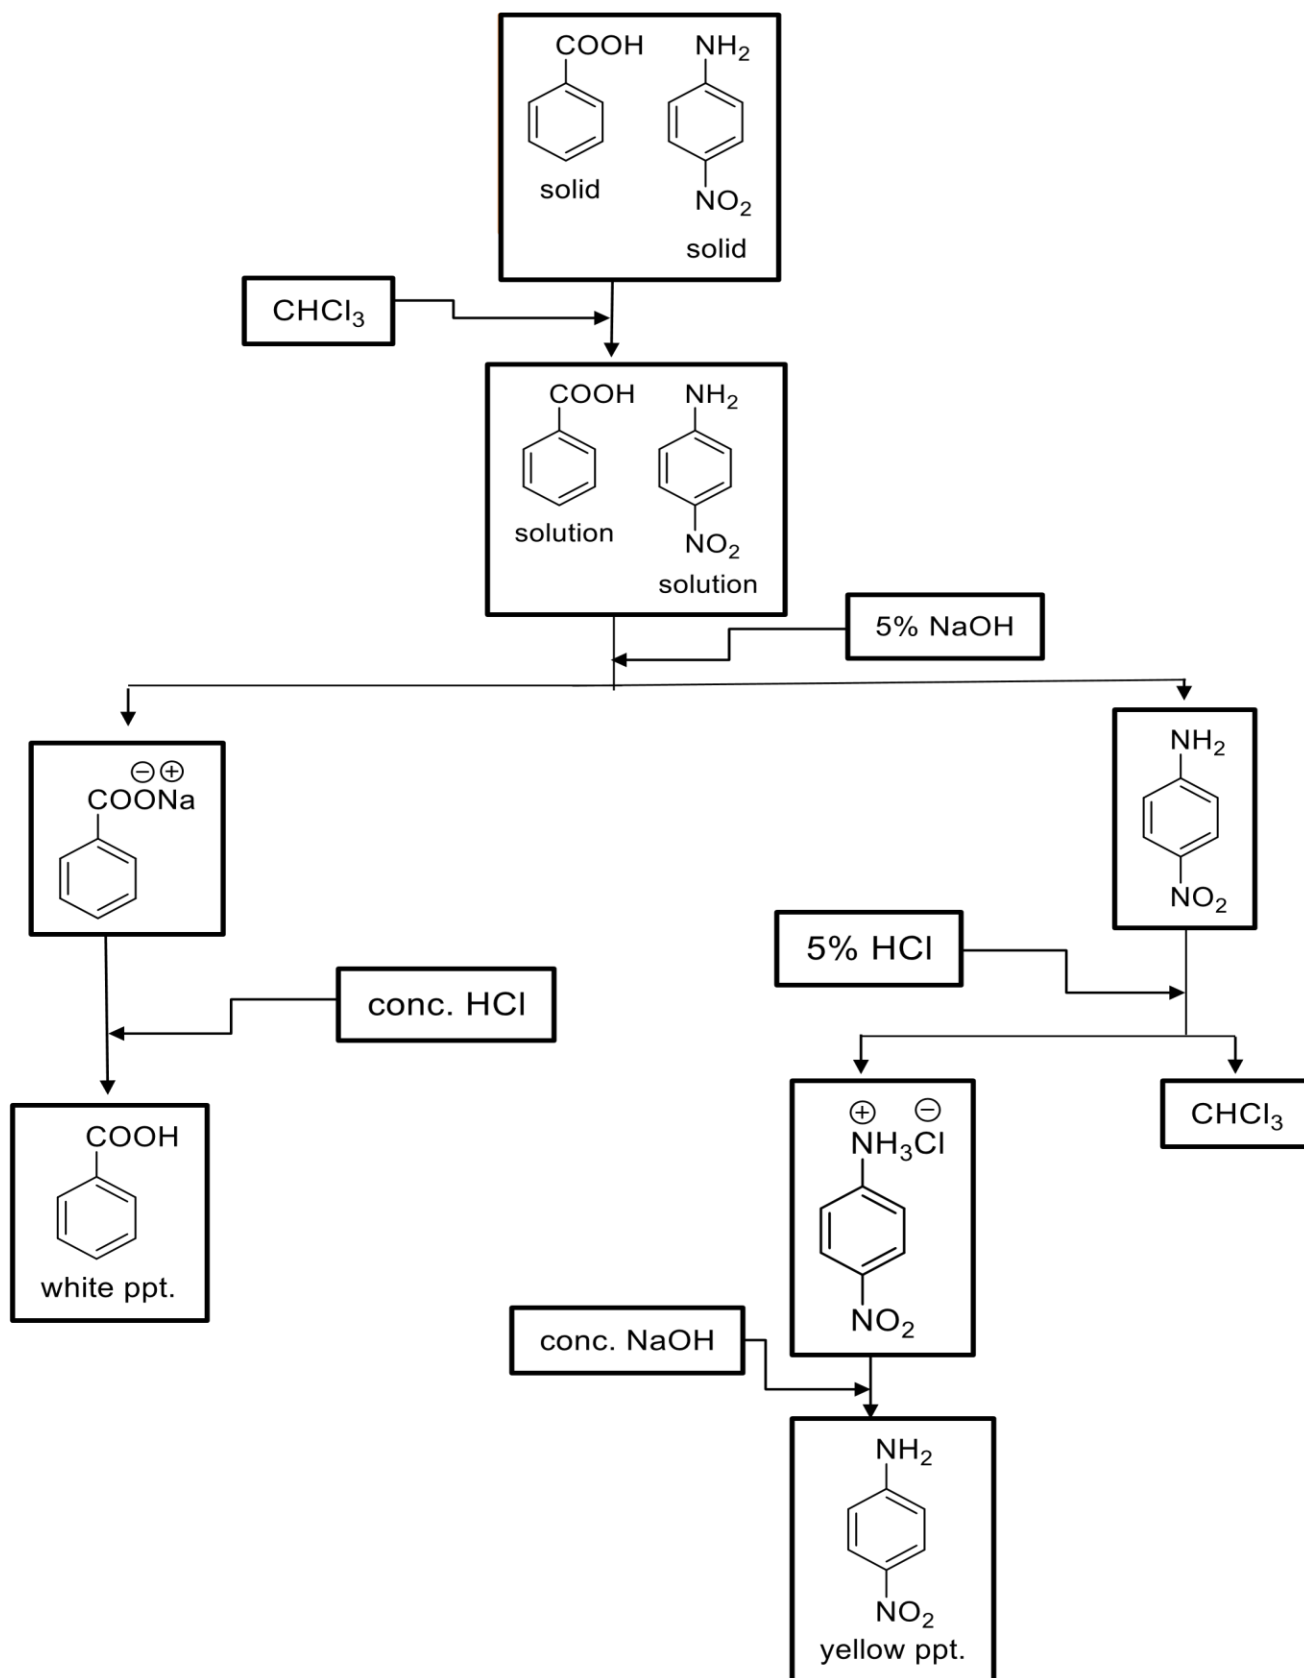 COOH
NH₂
NO₂
solid
solid
CHCl₃
COOH
NH₂
NO₂
solution
solution
5% NaOH
⊖⊕
COONa
NH₂
NO₂
5% HCl
conc. HCl
COOH
white ppt.
⊕ ⊖
NH₃Cl
NO₂
CHCl₃
conc. NaOH
NH₂
NO₂
yellow ppt.